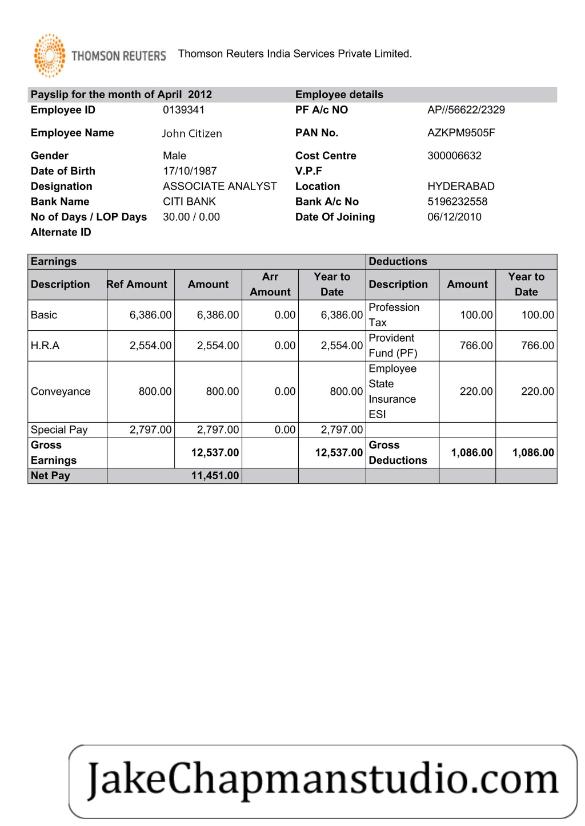 THOMSON REUTERS Thomson Reuters India Services Private Limited.
Payslip for the month of April 2012 Employee details
Employee ID 0139341 PF A/c NO AP//56622/2329
Employee Name John Citizen PAN No. AZKPM9505F
Gender Male Cost Centre 300006632
Date of Birth 17/10/1987 V.P.F
Designation ASSOCIATE ANALYST Location HYDERABAD
Bank Name CITI BANK Bank A/c No 5196232558
No of Days / LOP Days 30.00 / 0.00 Date Of Joining 06/12/2010
Alternate ID
Earnings Deductions
Description Ref Amount Amount Arr Amount Year to Date Description Amount Year to Date
Basic 6,386.00 6,386.00 0.00 6,386.00 Profession Tax 100.00 100.00
H.R.A 2,554.00 2,554.00 0.00 2,554.00 Provident Fund (PF) 766.00 766.00
Conveyance 800.00 800.00 0.00 800.00 Employee State Insurance ESI 220.00 220.00
Special Pay 2,797.00 2,797.00 0.00 2,797.00
Gross Earnings 12,537.00 12,537.00 Gross Deductions 1,086.00 1,086.00
Net Pay 11,451.00
JakeChapmanstudio.com